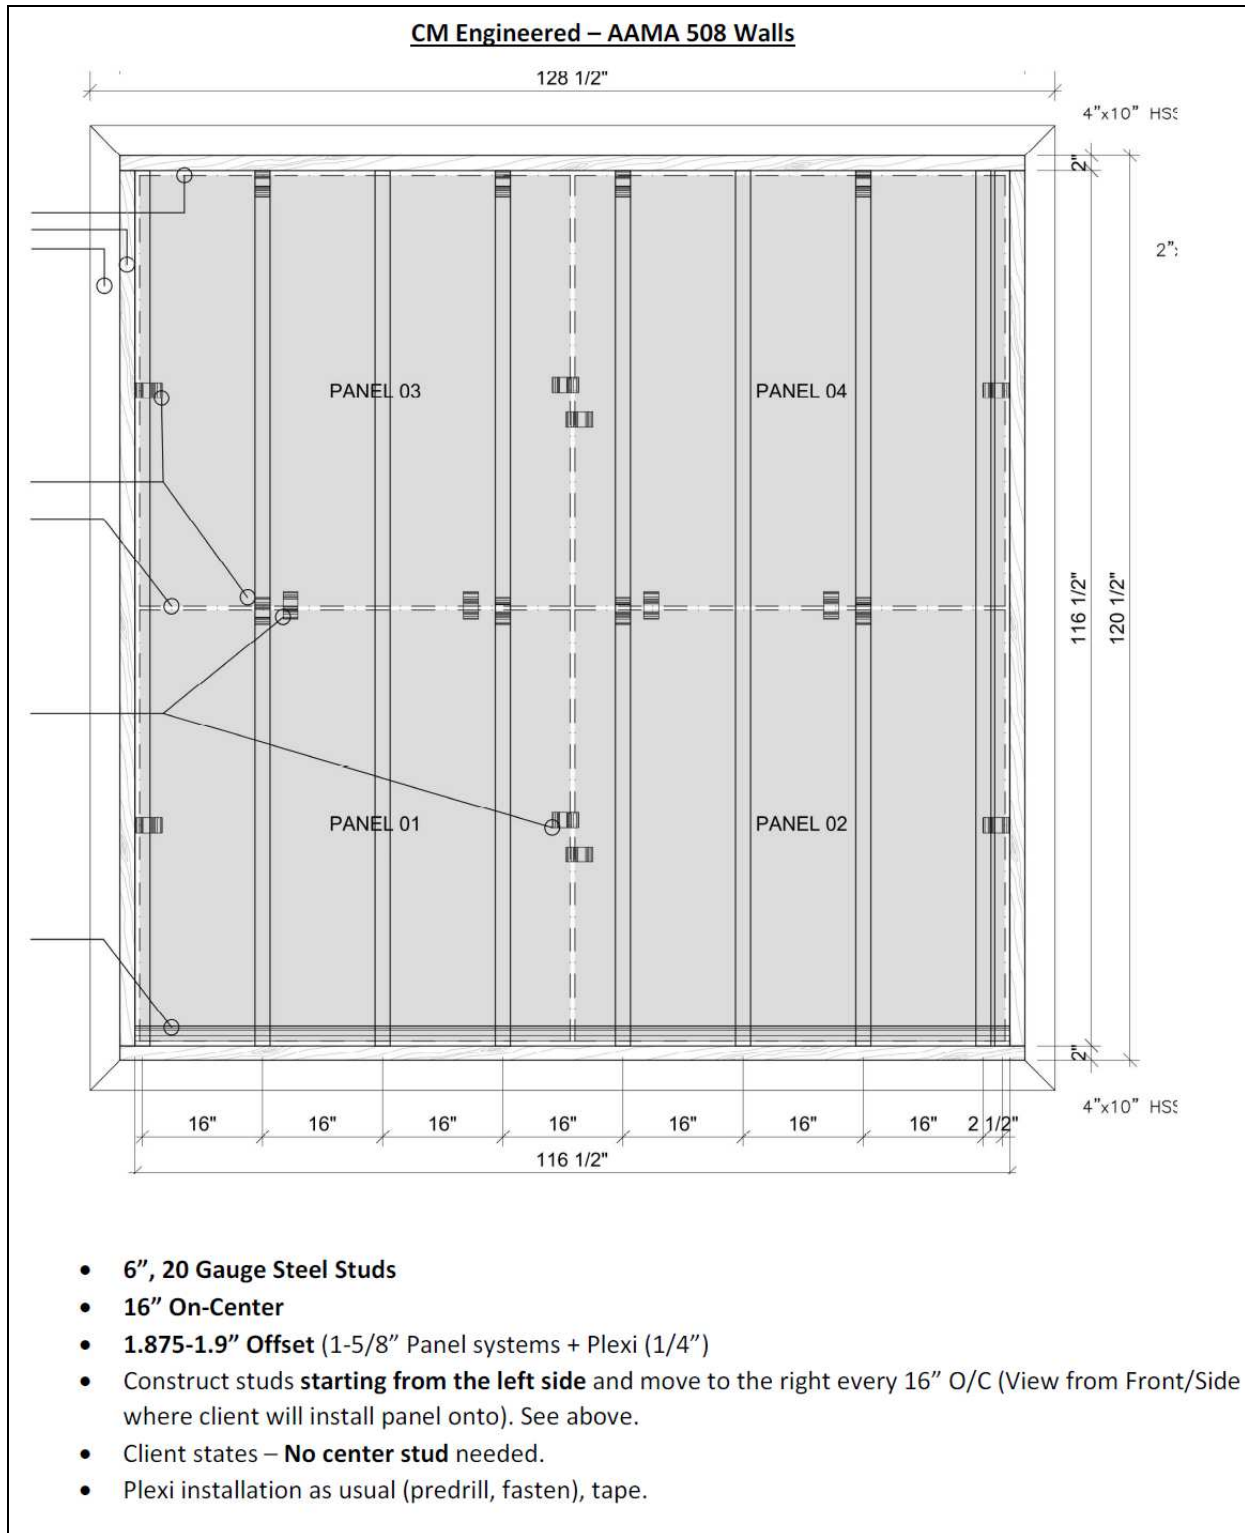 CM Engineered – AAMA 508 Walls
128 1/2"
4"x10" HSS
2"
2"x
PANEL 03
PANEL 04
116 1/2"
120 1/2"
PANEL 01
PANEL 02
2"
4"x10" HSS
16" 16" 16" 16" 16" 16" 16" 2 1/2"
116 1/2"
• 6”, 20 Gauge Steel Studs
• 16” On-Center
• 1.875-1.9” Offset (1-5/8” Panel systems + Plexi (1/4”)
• Construct studs starting from the left side and move to the right every 16” O/C (View from Front/Side
where client will install panel onto). See above.
• Client states – No center stud needed.
• Plexi installation as usual (predrill, fasten), tape.